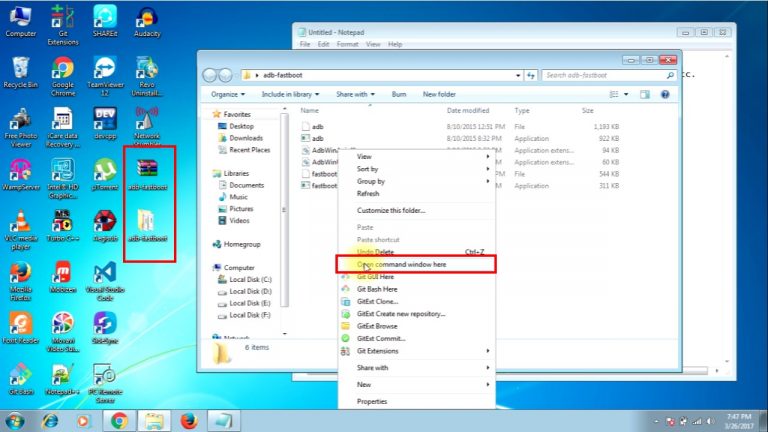 Computer
Git
Extensions
SHAREit
Audacity
Recycle Bin
Google
Chrome
TeamViewer
12
Revo
Uninstall...
Free Photo
Viewer
iCare data
Recovery ...
devcpp
Network
WampServer
Intel® HD
Graphic...
µTorrent
adb-fastboot
VLC media
player
Turbo C++
Aegisub
adb-fastboot
Mozilla
Firefox
Mobizen
Visual Studio
Code
Foxit Reader
Movavi
Video
SideSync
Git Bash
Notepad++
PC Remote
Server
Untitled - Notepad
File Edit Format View
cc.
adb-fastboot
Search adb-fastboot
Organize
Include in library
Share with
Burn
New folder
Favorites
Desktop
Downloads
Recent Places
Libraries
Documents
Music
Pictures
Videos
Homegroup
Computer
Local Disk (C:)
Local Disk (D:)
Local Disk (E:)
Local Disk (F:)
Network
Name Date modified Type Size
adb 8/10/2015 12:51 PM File 1,193 KB
adb 8/10/2015 8:32 PM Application 922 KB
Application extens... 94 KB
Application extens... 60 KB
fastboot File 547 KB
fastboot Application 311 KB
View
Sort by
Group by
Refresh
Customize this folder...
Paste
Paste shortcut
Undo Delete Ctrl+Z
Open command window here
Git GUI Here
Git Bash Here
GitExt Clone...
GitExt Create new repository...
GitExt Browse
GitExt Commit...
Git Extensions
Share with
New
Properties
6 items
7:47 PM
3/26/2017